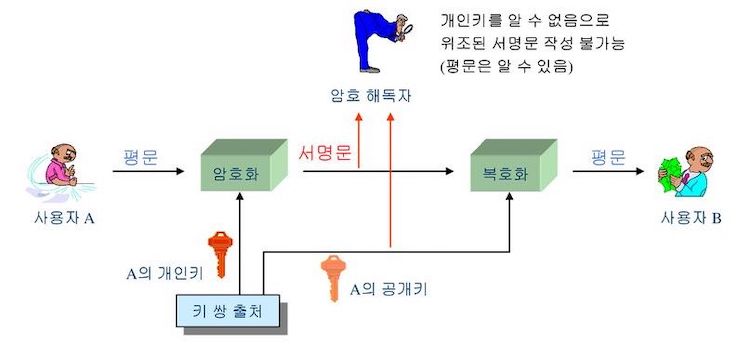 개인키를 알 수 없음으로
위조된 서명문 작성 불가능
(평문은 알 수 있음)
암호 해독자
평문
암호화
서명문
복호화
평문
사용자 A
사용자 B
A의 개인키
A의 공개키
키 쌍 출처